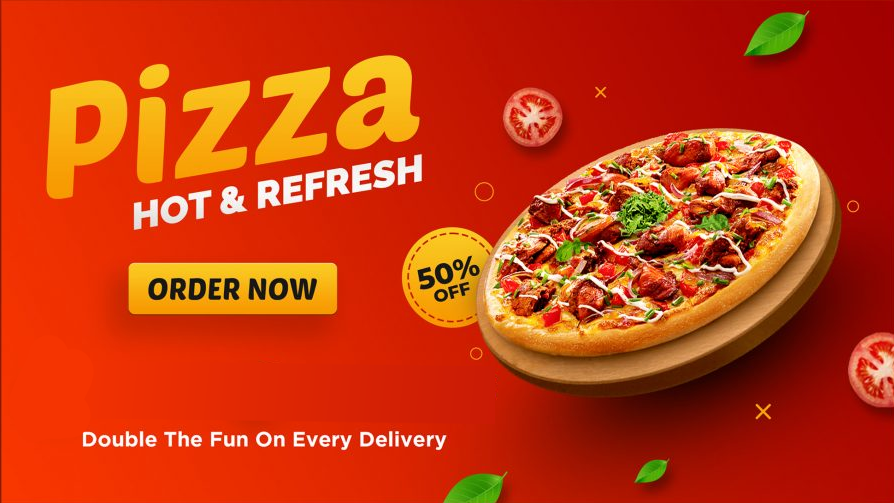 Pizza
HOT & REFRESH
ORDER NOW
50%
OFF
Double The Fun On Every Delivery